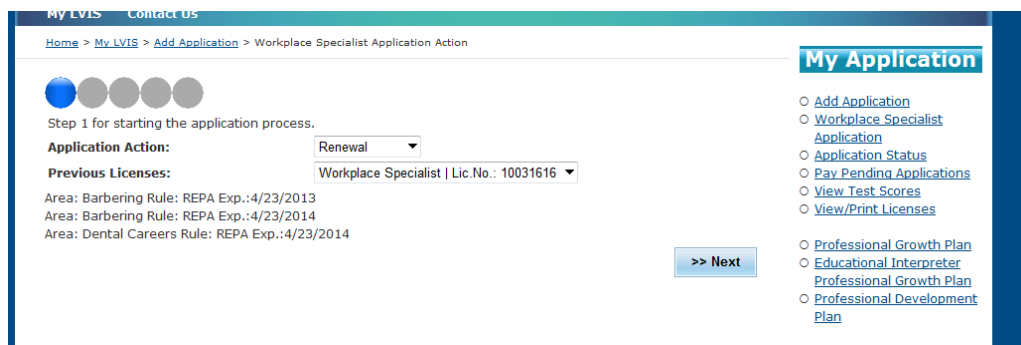 My LVIS Contact Us
Home > My LVIS > Add Application > Workplace Specialist Application Action
Step 1 for starting the application process.
Application Action: Renewal
Previous Licenses: Workplace Specialist | Lic.No.: 10031616
Area: Barbering Rule: REPA Exp.:4/23/2013
Area: Barbering Rule: REPA Exp.:4/23/2014
Area: Dental Careers Rule: REPA Exp.:4/23/2014
>> Next
My Application
Add Application
Workplace Specialist
Application
Application Status
Pay Pending Applications
View Test Scores
View/Print Licenses
Professional Growth Plan
Educational Interpreter
Professional Growth Plan
Professional Development
Plan